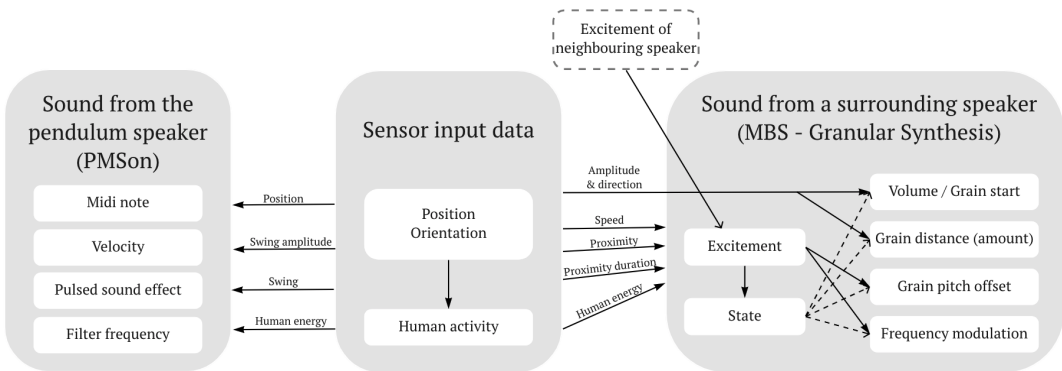 Excitement of
neighbouring speaker
Sound from the
pendulum speaker
(PMSon)
Midi note
Velocity
Pulsed sound effect
Filter frequency
Position
Swing amplitude
Swing
Human energy
Sensor input data
Position
Orientation
Human activity
Amplitude
& direction
Speed
Proximity
Proximity duration
Human energy
Sound from a surrounding speaker
(MBS - Granular Synthesis)
Excitement
State
Volume / Grain start
Grain distance (amount)
Grain pitch offset
Frequency modulation